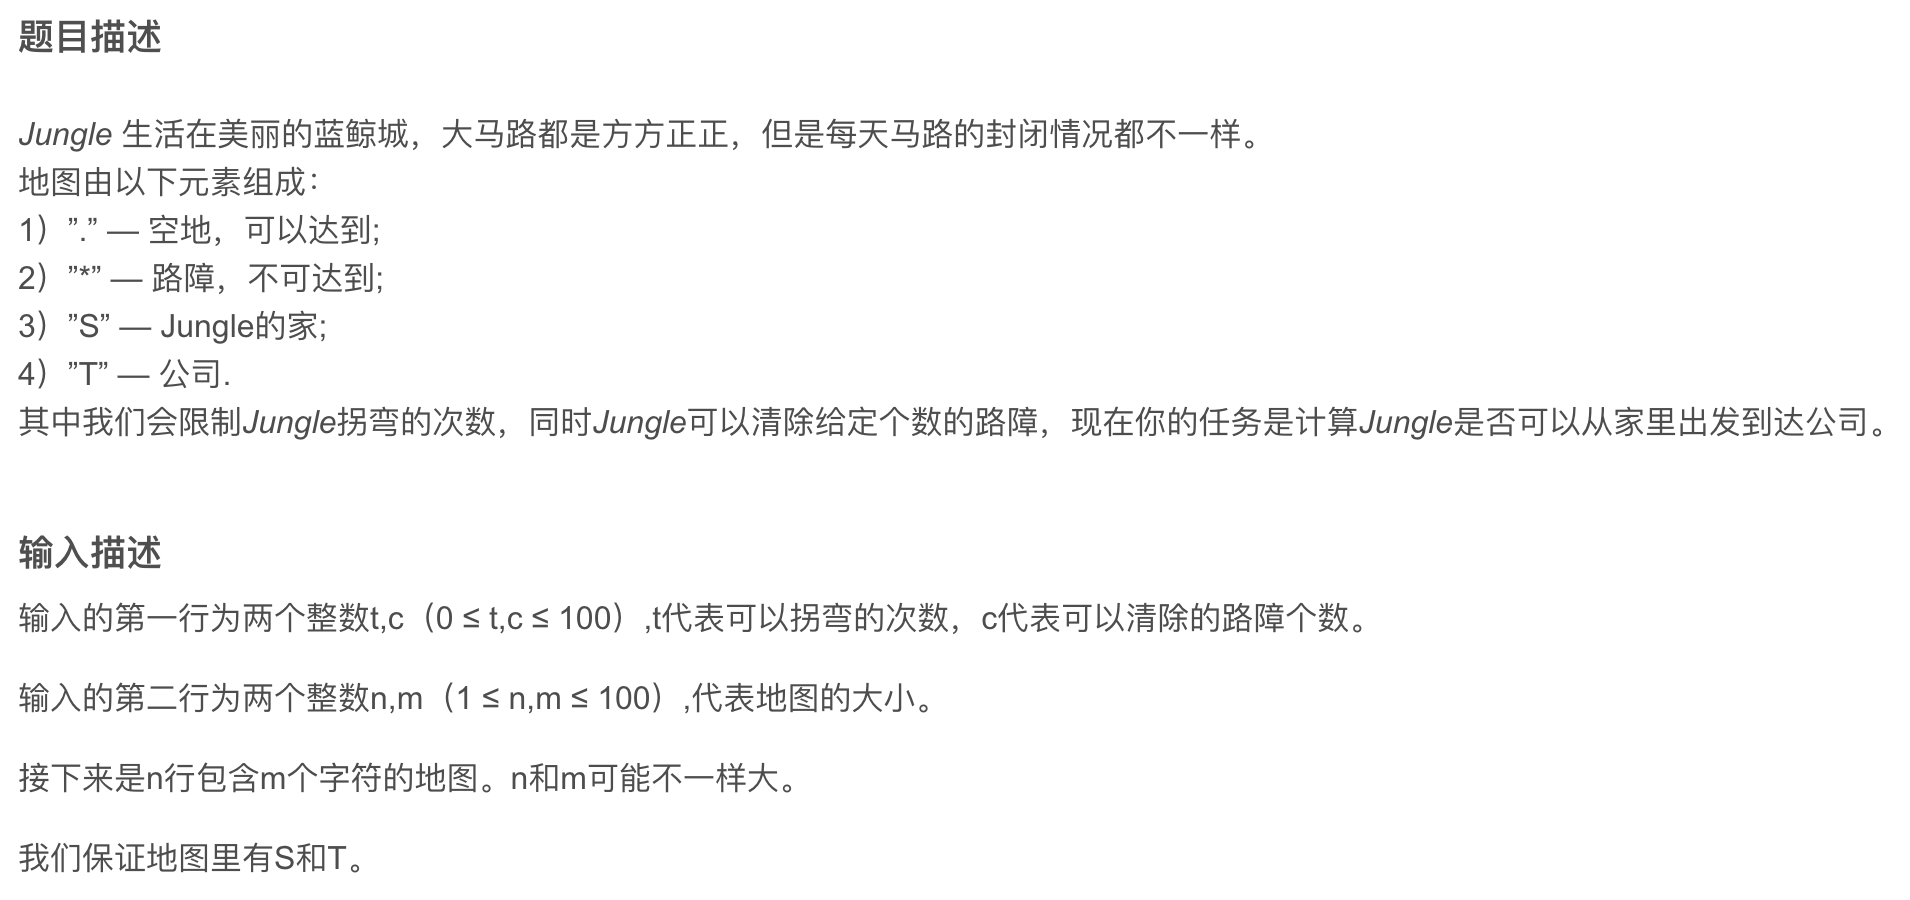 题目描述
Jungle 生活在美丽的蓝鲸城，大马路都是方方正正，但是每天马路的封闭情况都不一样。
地图由以下元素组成：
1）”.” — 空地，可以达到;
2）”*” — 路障，不可达到;
3）”S” — Jungle的家;
4）”T” — 公司.
其中我们会限制Jungle拐弯的次数，同时Jungle可以清除给定个数的路障，现在你的任务是计算Jungle是否可以从家里出发到达公司。
输入描述
输入的第一行为两个整数t,c（0 ≤ t,c ≤ 100）,t代表可以拐弯的次数，c代表可以清除的路障个数。
输入的第二行为两个整数n,m（1 ≤ n,m ≤ 100）,代表地图的大小。
接下来是n行包含m个字符的地图。n和m可能不一样大。
我们保证地图里有S和T。